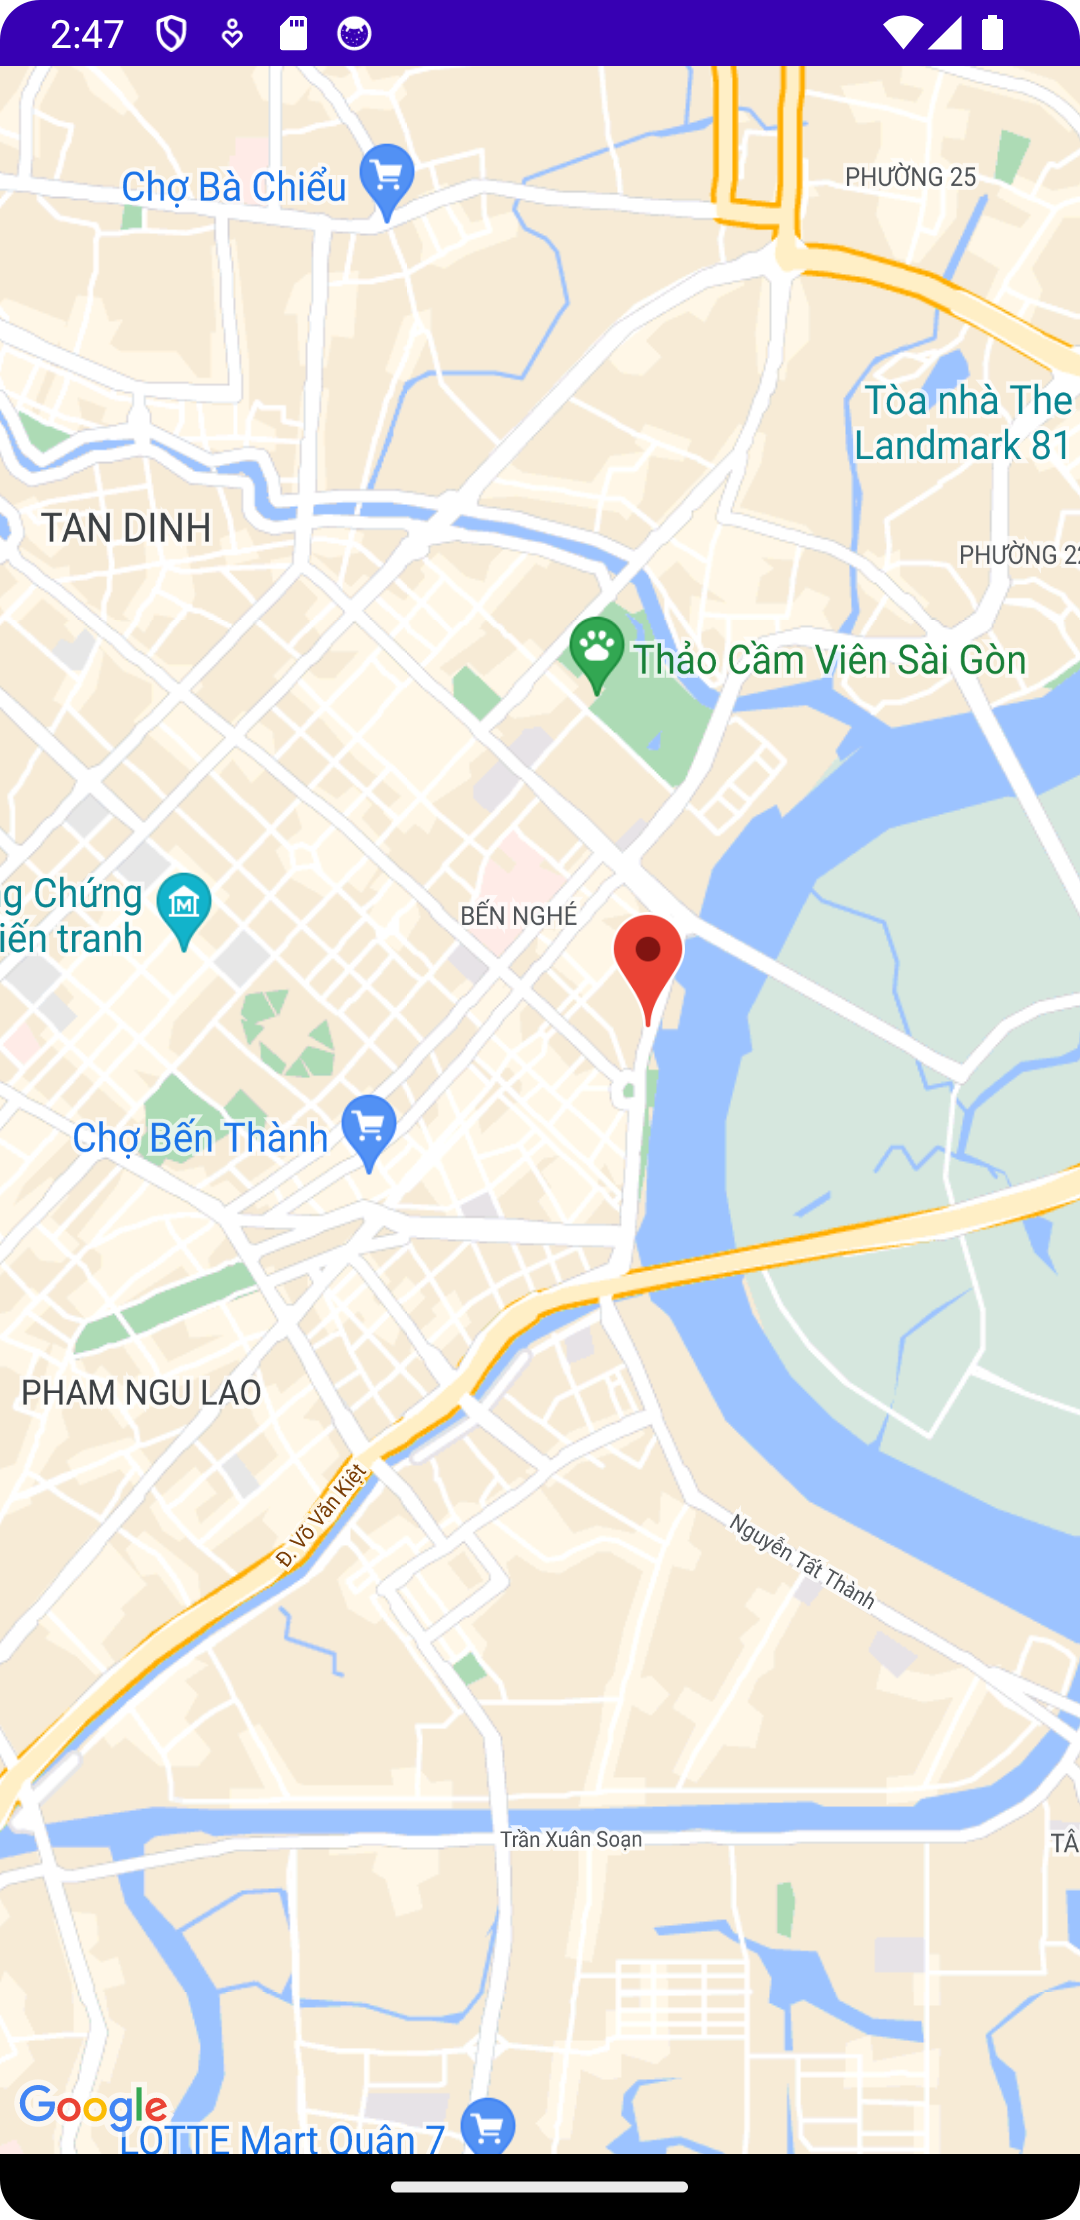 2:47
Chợ Bà Chiểu
PHƯỜNG 25
Tòa nhà The
Landmark 81
TAN DINH
PHƯỜNG 22
Thảo Cầm Viên Sài Gòn
ng Chứng
iến tranh
BẾN NGHÉ
Chợ Bến Thành
PHAM NGU LAO
Đ. Võ Văn Kiệt
Nguyễn Tất Thành
Trần Xuân Soạn
TÂ
Google
LOTTE Mart Quận 7